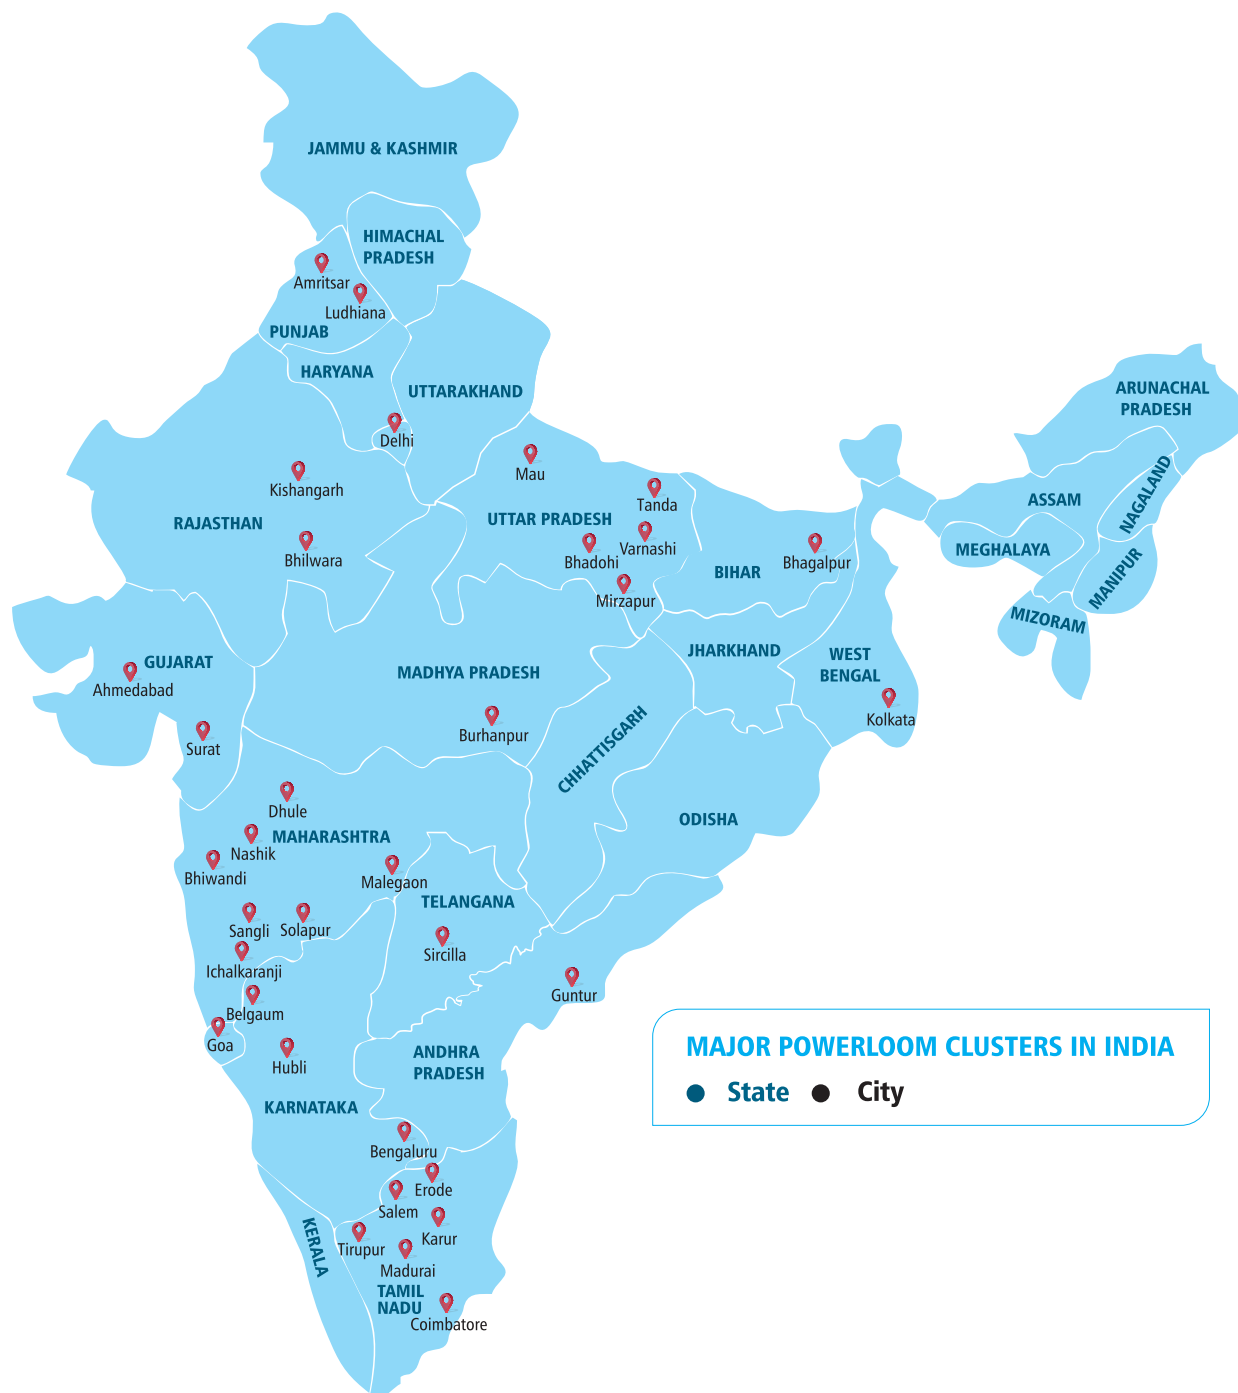 JAMMU & KASHMIR
HIMACHAL
PRADESH
Amritsar
Ludhiana
PUNJAB
HARYANA
UTTARAKHAND
ARUNACHAL
PRADESH
Delhi
Mau
Kishangarh
Tanda
ASSAM
NAGALAND
RAJASTHAN
UTTAR PRADESH
Bhilwara
Bhadohi
Varnashi
Bhagalpur
MEGHALAYA
BIHAR
MANIPUR
Mirzapur
MIZORAM
GUJARAT
Ahmedabad
MADHYA PRADESH
JHARKHAND
WEST
BENGAL
Kolkata
Surat
Burhanpur
CHHATTISGARH
Dhule
MAHARASHTRA
ODISHA
Nashik
Bhiwandi
Malegaon
TELANGANA
Sangli
Solapur
Sircilla
Ichalkaranji
Guntur
Belgaum
Goa
Hubli
ANDHRA
PRADESH
MAJOR POWERLOOM CLUSTERS IN INDIA
State
City
KARNATAKA
Bengaluru
Erode
Salem
Karur
KERALA
Tirupur
Madurai
TAMIL
NADU
Coimbatore